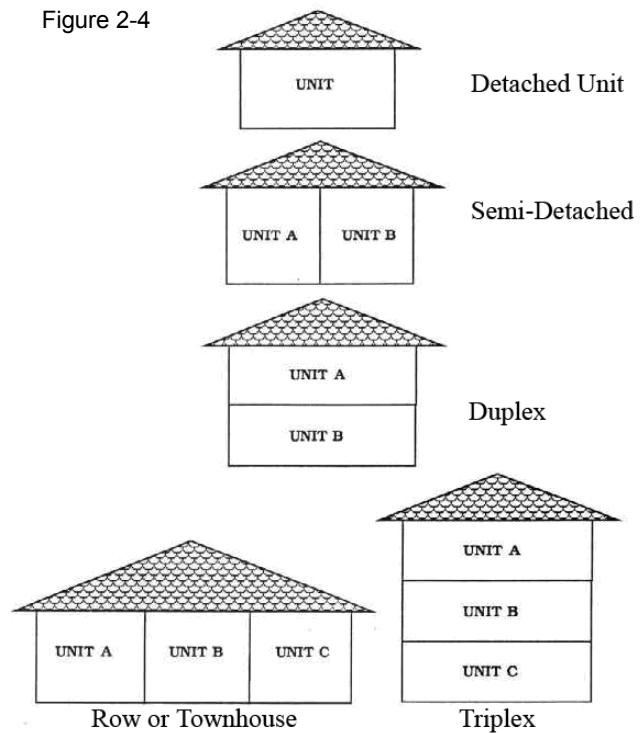 Figure 2-4
UNIT
Detached Unit
UNIT A UNIT B
Semi-Detached
UNIT A
UNIT B
Duplex
UNIT A UNIT B UNIT C
Row or Townhouse
UNIT A
UNIT B
UNIT C
Triplex